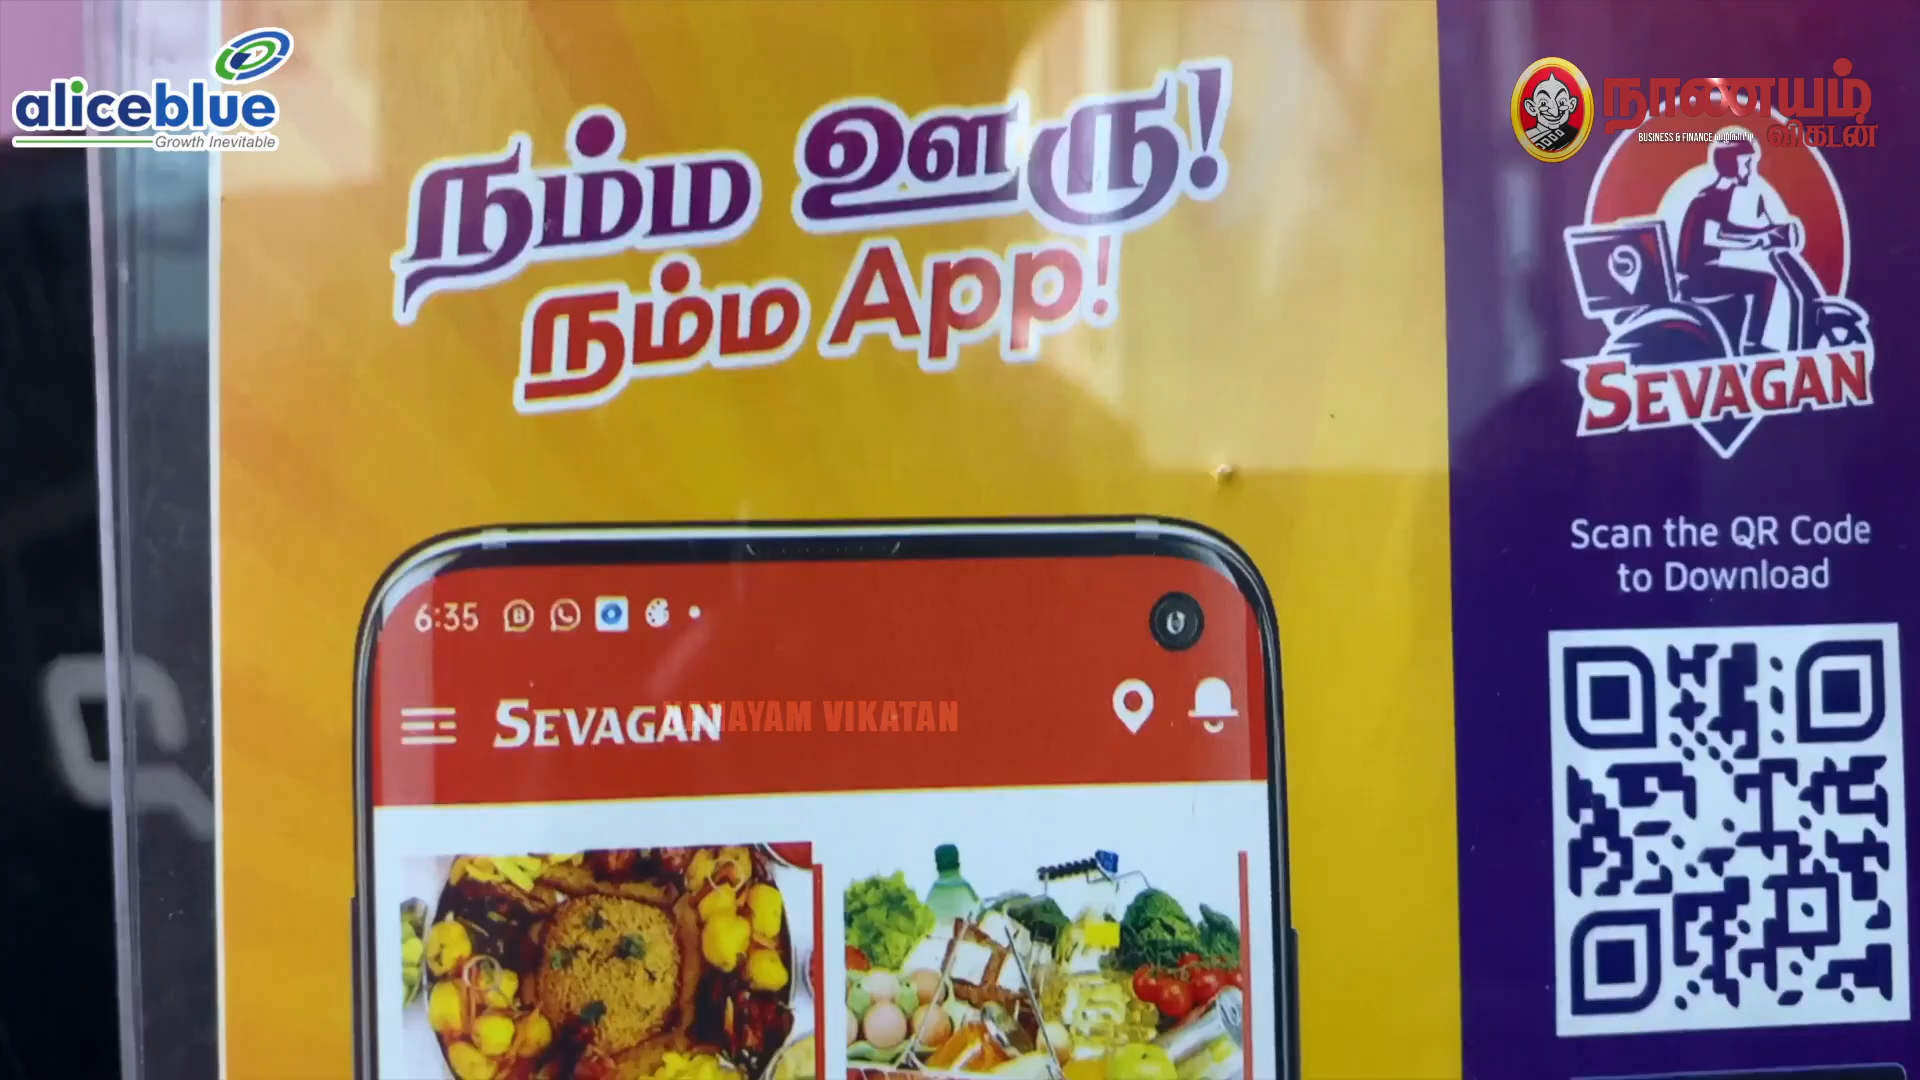 aliceblue
Growth Inevitable
நாணயம்
விகடன்
BUSINESS & FINANCE
நம்ம ஊரு!
நம்ம App!
SEVAGAN
Scan the QR Code
to Download
6:35
SEVAGAN
NANAYAM VIKATAN